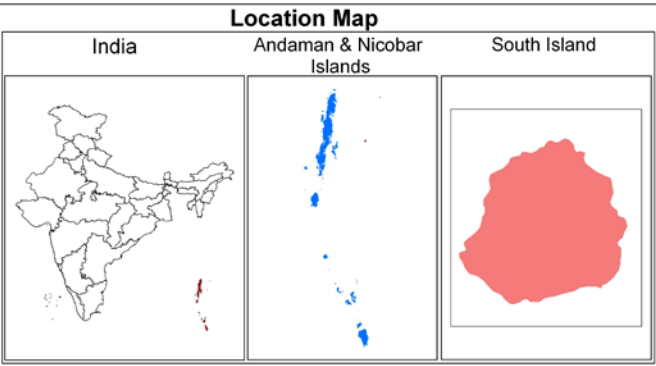 Location Map
India
Andaman & Nicobar
Islands
South Island